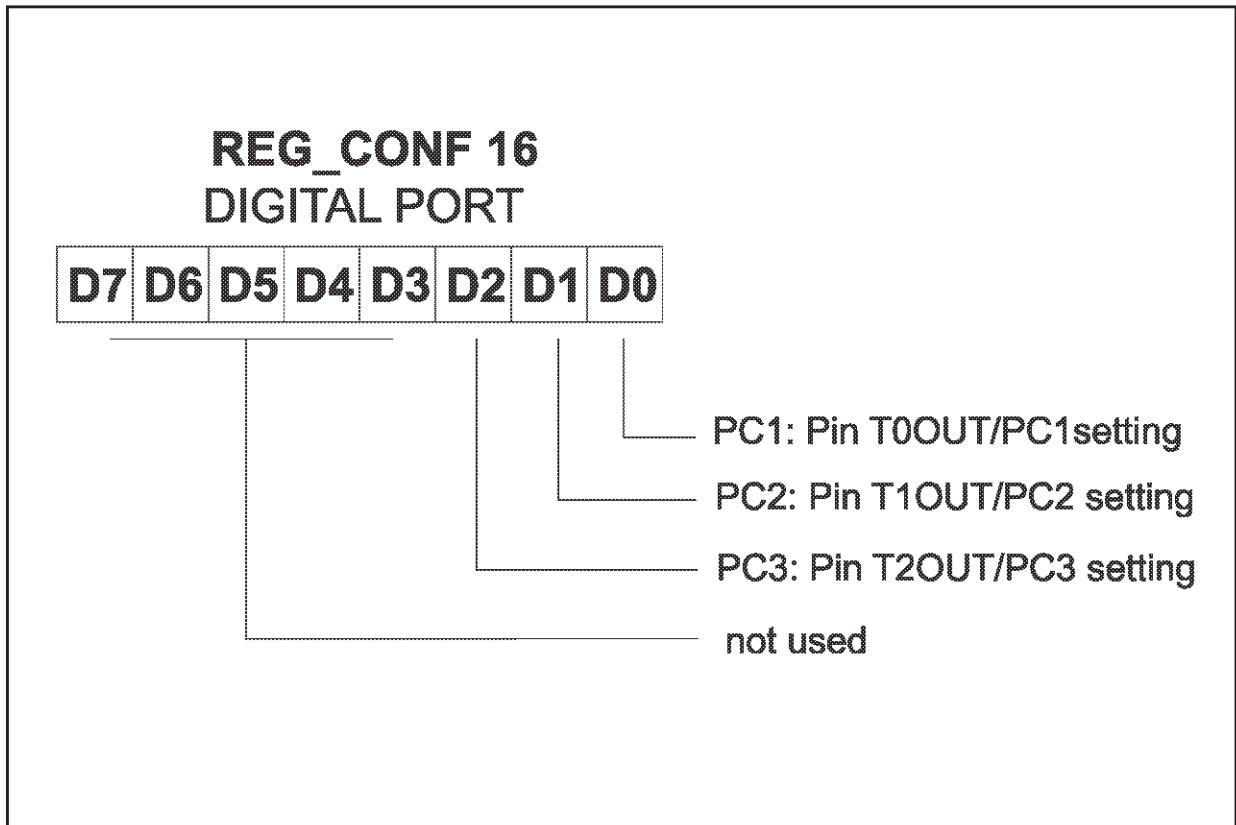 REG_CONF 16
DIGITAL PORT
D7 D6 D5 D4 D3 D2 D1 D0
PC1: Pin T0OUT/PC1setting
PC2: Pin T1OUT/PC2 setting
PC3: Pin T2OUT/PC3 setting
not used